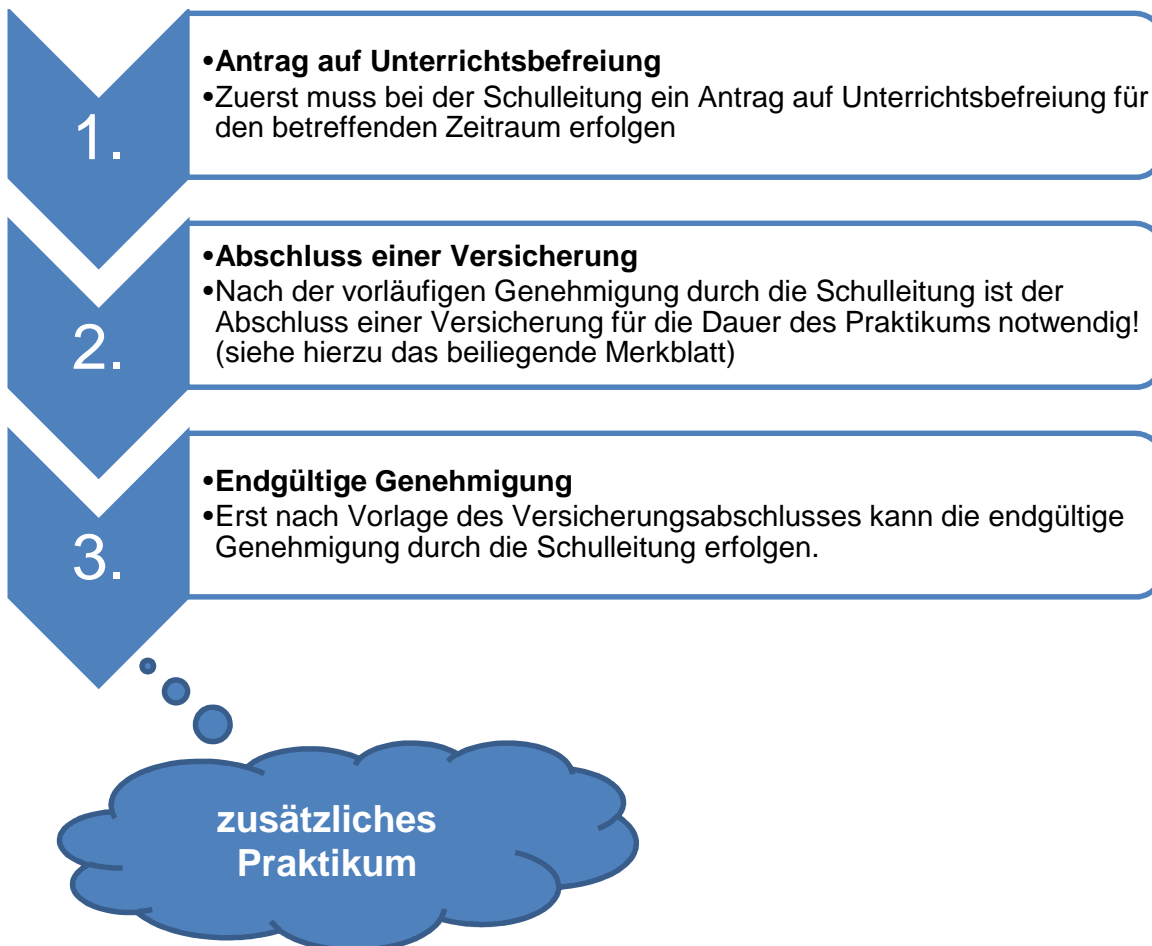 1.
•Antrag auf Unterrichtsbefreiung
•Zuerst muss bei der Schulleitung ein Antrag auf Unterrichtsbefreiung für
den betreffenden Zeitraum erfolgen
2.
•Abschluss einer Versicherung
•Nach der vorläufigen Genehmigung durch die Schulleitung ist der
Abschluss einer Versicherung für die Dauer des Praktikums notwendig!
(siehe hierzu das beiliegende Merkblatt)
3.
•Endgültige Genehmigung
•Erst nach Vorlage des Versicherungsabschlusses kann die endgültige
Genehmigung durch die Schulleitung erfolgen.
zusätzliches
Praktikum